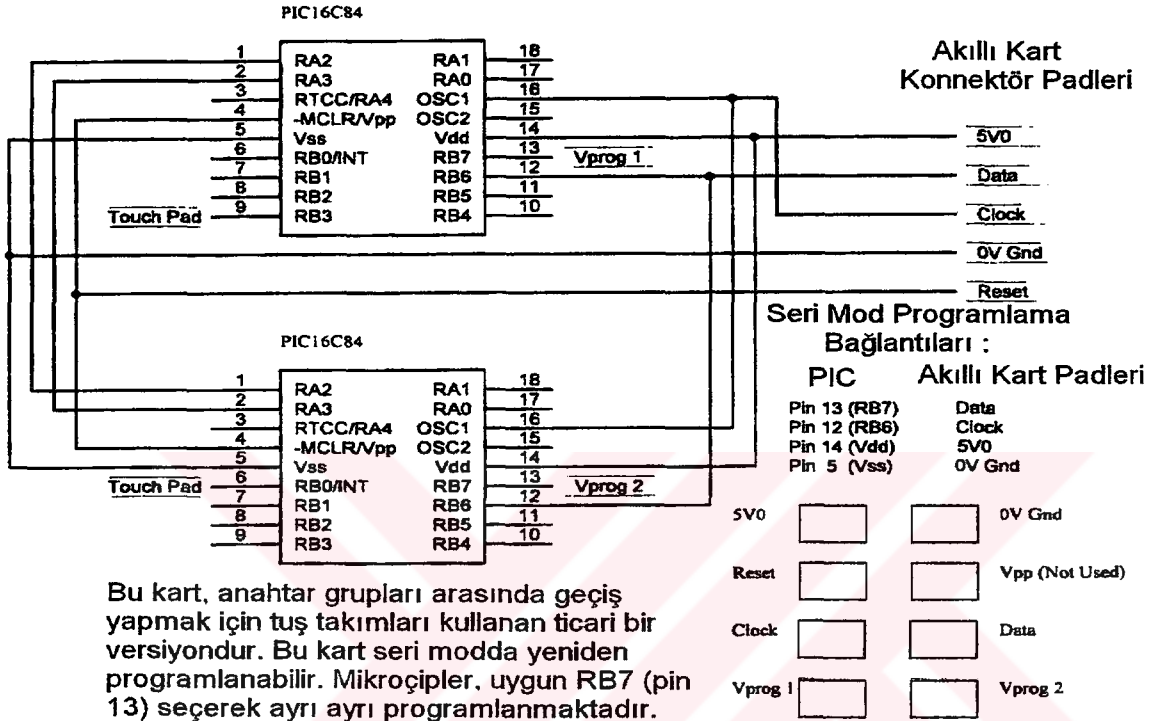 PIC16C84
1 RA2 RA1 18
2 RA3 RA0 17
3 RTCC/RA4 OSC1 16
4 -MCLR/Vpp OSC2 15
5 Vss Vdd 14
6 RB0/INT RB7 13 Vprog 1
7 RB1 RB6 12
8 RB2 RB5 11
Touch Pad 9 RB3 RB4 10
Akıllı Kart
Konnektör Padleri
5V0
Data
Clock
0V Gnd
Reset
PIC16C84
1 RA2 RA1 18
2 RA3 RA0 17
3 RTCC/RA4 OSC1 16
4 -MCLR/Vpp OSC2 15
5 Vss Vdd 14
Touch Pad 6 RB0/INT RB7 13 Vprog 2
7 RB1 RB6 12
8 RB2 RB5 11
9 RB3 RB4 10
Seri Mod Programlama
Bağlantıları :
PIC Akıllı Kart Padleri
Pin 13 (RB7) Data
Pin 12 (RB6) Clock
Pin 14 (Vdd) 5V0
Pin 5 (Vss) 0V Gnd
5V0 0V Gnd
Reset Vpp (Not Used)
Clock Data
Vprog 1 Vprog 2
Bu kart, anahtar grupları arasında geçiş
yapmak için tuş takımları kullanan ticari bir
versiyondur. Bu kart seri modda yeniden
programlanabilir. Mikroçipler, uygun RB7 (pin
13) seçerek ayrı ayrı programlanmaktadır.